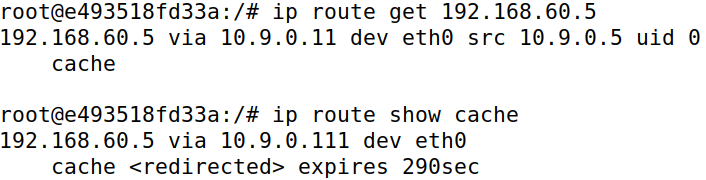 root@e493518fd33a:/# ip route get 192.168.60.5
192.168.60.5 via 10.9.0.11 dev eth0 src 10.9.0.5 uid 0
    cache

root@e493518fd33a:/# ip route show cache
192.168.60.5 via 10.9.0.111 dev eth0
    cache <redirected> expires 290sec